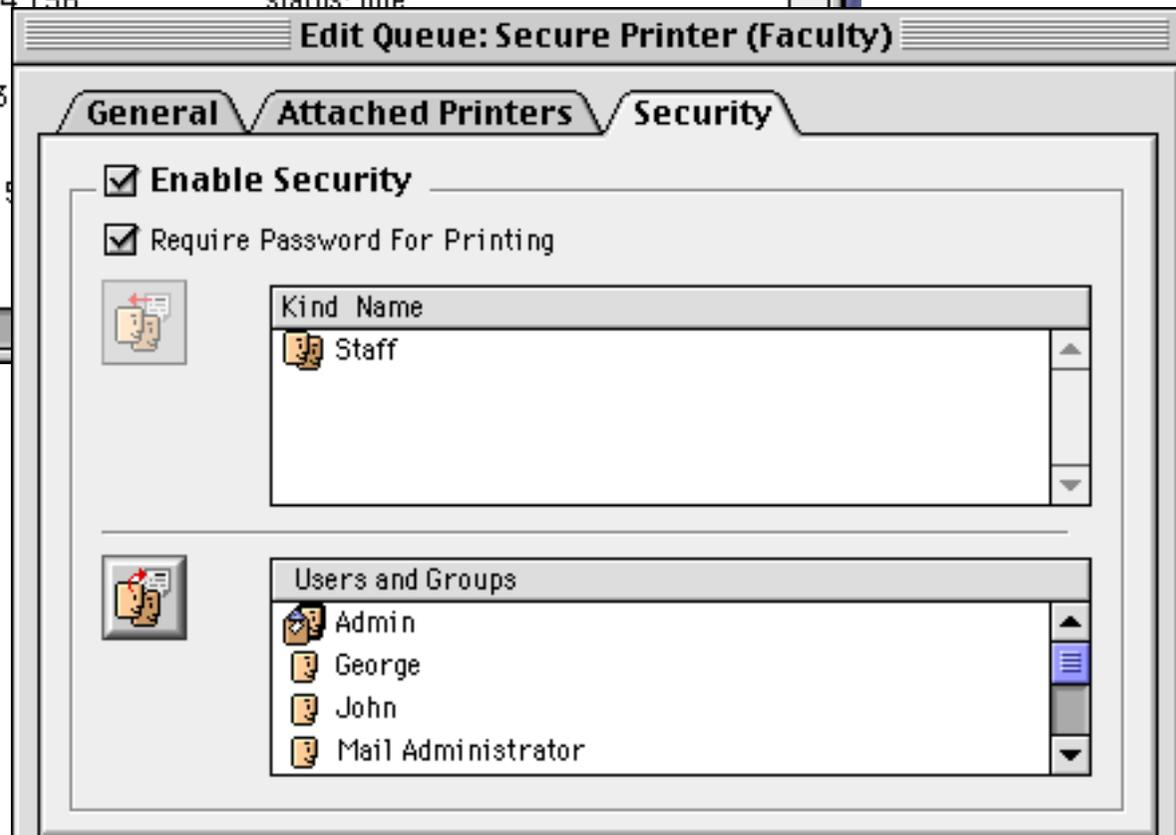 Edit Queue: Secure Printer (Faculty)
General Attached Printers Security
Enable Security
Require Password For Printing
Kind Name
Staff
Users and Groups
Admin
George
John
Mail Administrator